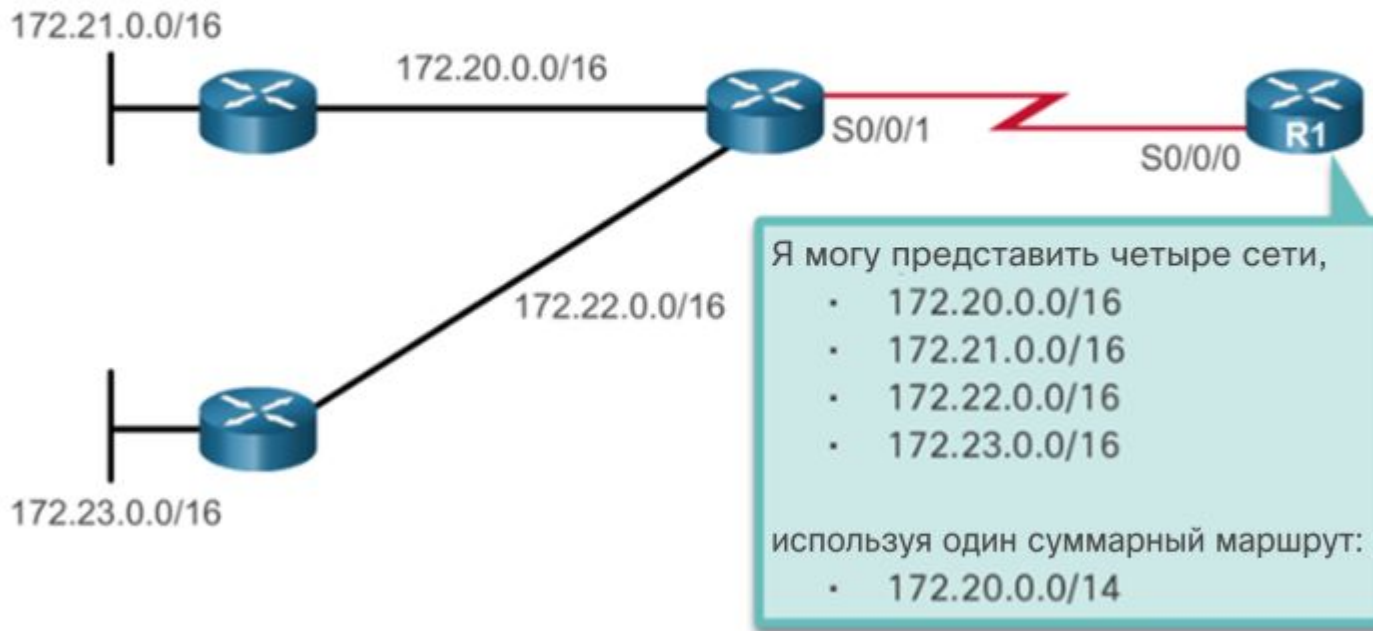 172.21.0.0/16
172.20.0.0/16
S0/0/1
R1
S0/0/0
172.22.0.0/16
172.23.0.0/16
Я могу представить четыре сети,
· 172.20.0.0/16
· 172.21.0.0/16
· 172.22.0.0/16
· 172.23.0.0/16
используя один суммарный маршрут:
· 172.20.0.0/14